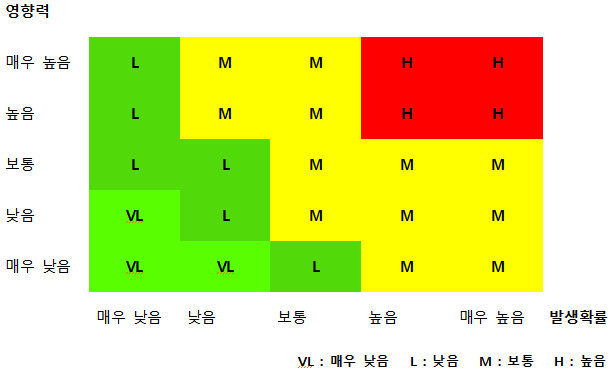 영향력
매우 높음 L M M H H
높음 L M M H H
보통 L L M M M
낮음 VL L M M M
매우 낮음 VL VL L M M
매우 낮음 낮음 보통 높음 매우 높음 발생확률
VL : 매우 낮음 L : 낮음 M : 보통 H : 높음